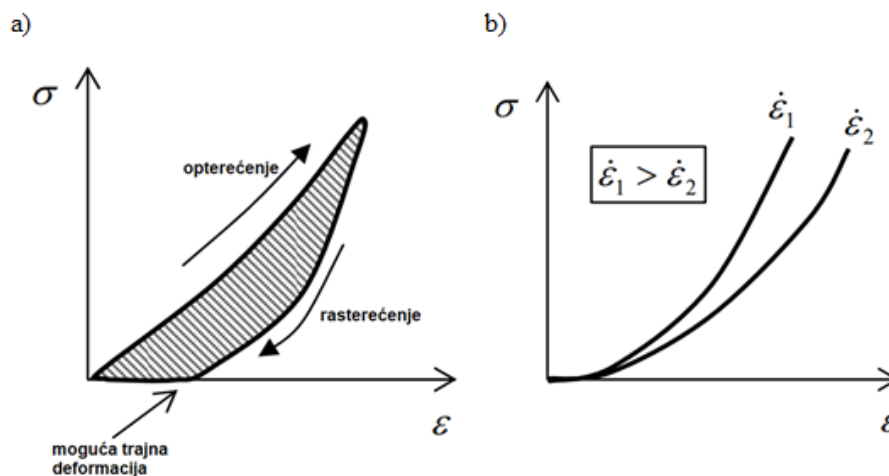 a)
σ
opterećenje
rasterećenje
ε
moguća trajna
deformacija
b)
σ
ε̇₁
ε̇₂
ε̇₁ > ε̇₂
ε